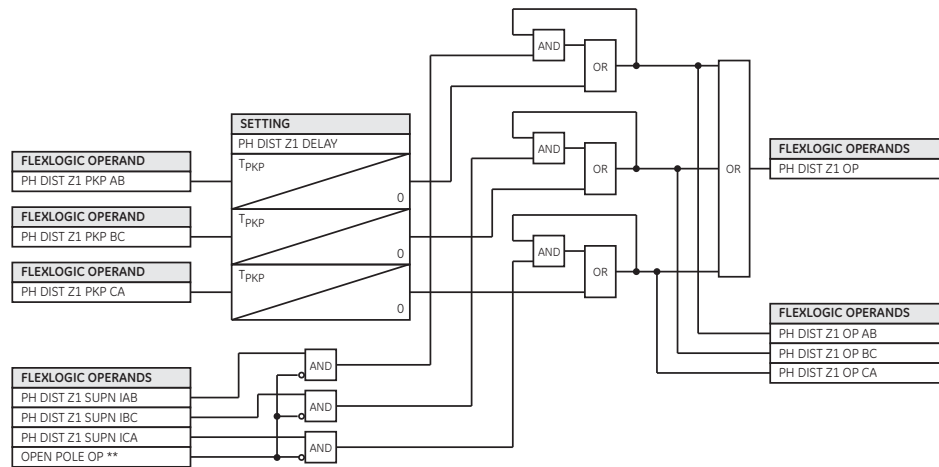 AND
OR
SETTING
PH DIST Z1 DELAY
FLEXLOGIC OPERAND
PH DIST Z1 PKP AB
TPKP
0
AND
OR
FLEXLOGIC OPERANDS
PH DIST Z1 OP
OR
FLEXLOGIC OPERAND
PH DIST Z1 PKP BC
TPKP
0
AND
OR
FLEXLOGIC OPERAND
PH DIST Z1 PKP CA
TPKP
0
FLEXLOGIC OPERANDS
PH DIST Z1 OP AB
PH DIST Z1 OP BC
PH DIST Z1 OP CA
AND
FLEXLOGIC OPERANDS
PH DIST Z1 SUPN IAB
PH DIST Z1 SUPN IBC
PH DIST Z1 SUPN ICA
OPEN POLE OP **
AND
AND